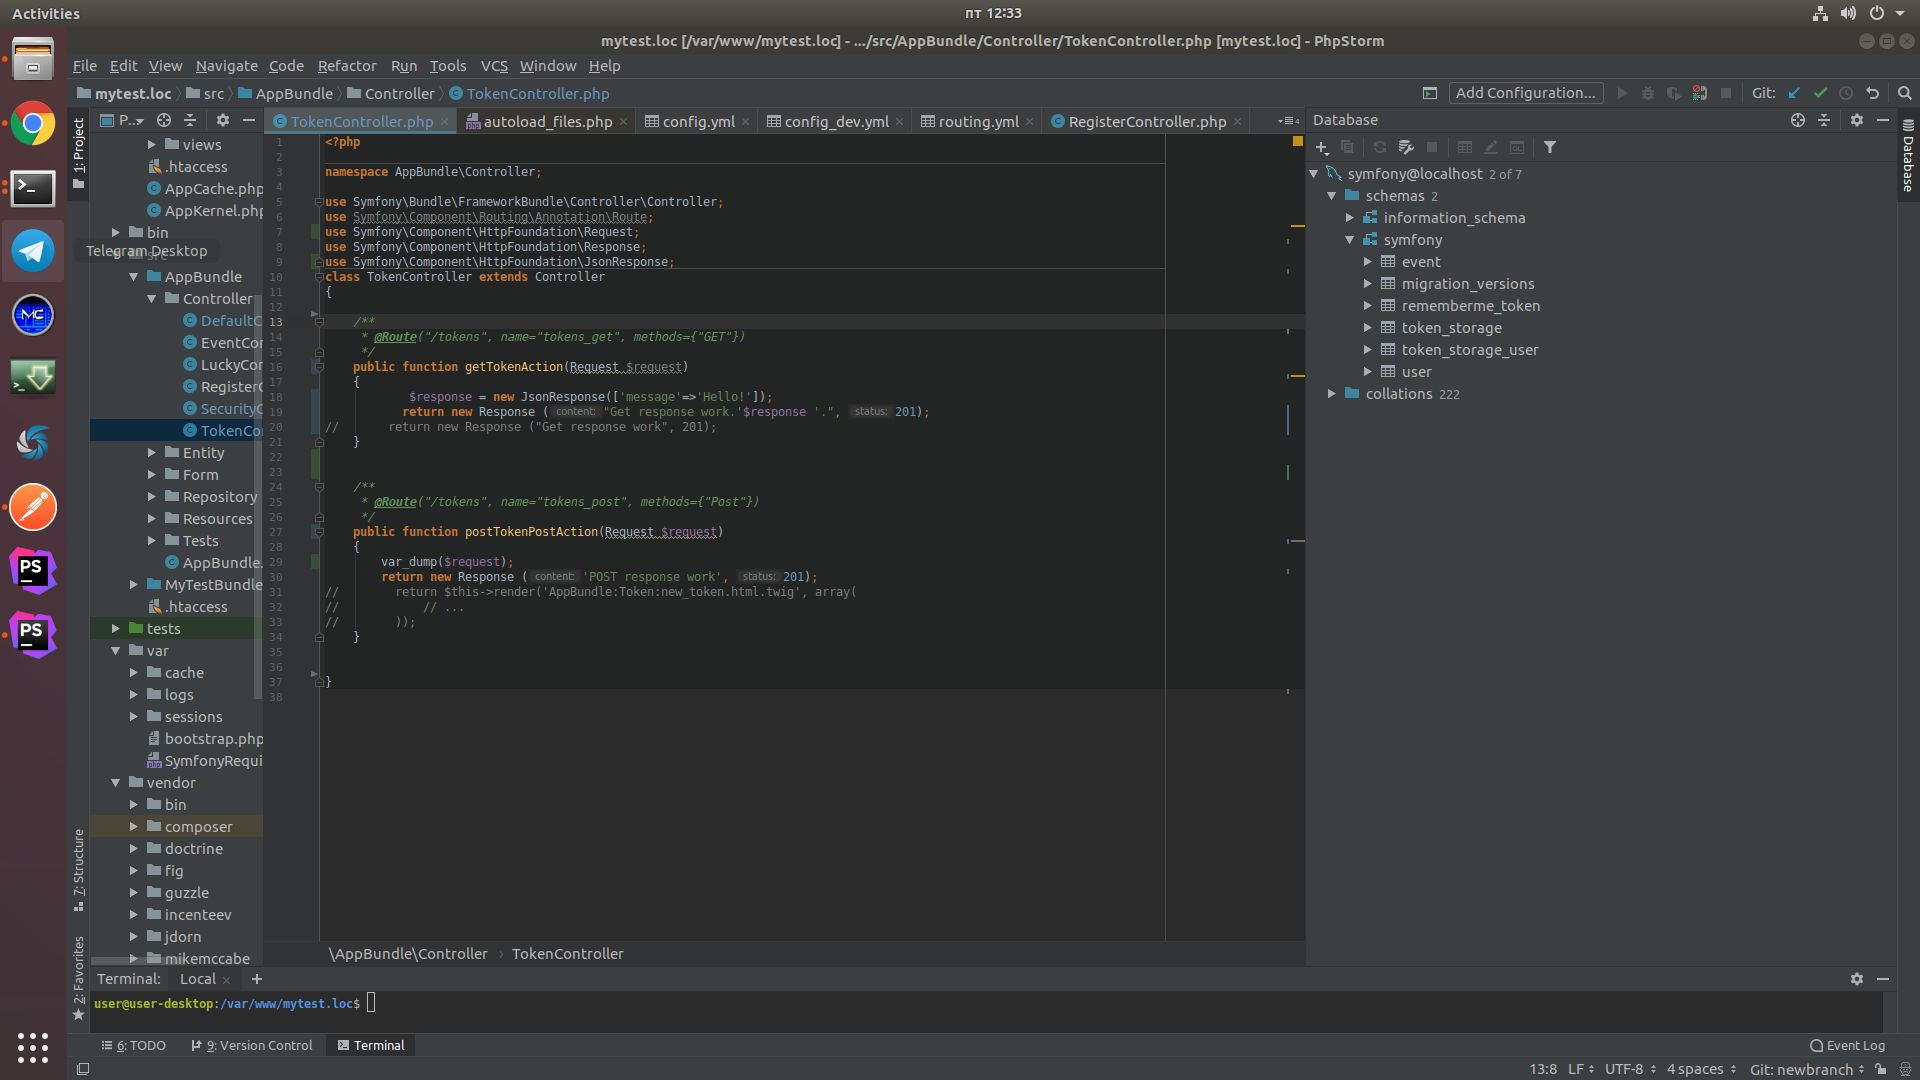 Activities
пт 12:33
mytest.loc [/var/www/mytest.loc] - .../src/AppBundle/Controller/TokenController.php [mytest.loc] - PhpStorm
File Edit View Navigate Code Refactor Run Tools VCS Window Help
mytest.loc src AppBundle Controller TokenController.php
Add Configuration... Git:
1: Project
P..
TokenController.php autoload_files.php config.yml config_dev.yml routing.yml RegisterController.php
views
.htaccess
AppCache.php
AppKernel.php
bin
Telegram Desktop
src
AppBundle
Controller
DefaultC
EventCor
LuckyCor
RegisterC
SecurityC
TokenCo
Entity
Form
Repository
Resources
Tests
AppBundle.
MyTestBundle
.htaccess
tests
var
cache
logs
sessions
bootstrap.php
SymfonyRequi
vendor
bin
composer
doctrine
fig
guzzle
incenteev
jdorn
mikemccabe
7: Structure
2: Favorites
1 <?php
2
3 namespace AppBundle\Controller;
4
5 use Symfony\Bundle\FrameworkBundle\Controller\Controller;
6 use Symfony\Component\Routing\Annotation\Route;
7 use Symfony\Component\HttpFoundation\Request;
8 use Symfony\Component\HttpFoundation\Response;
9 use Symfony\Component\HttpFoundation\JsonResponse;
10 class TokenController extends Controller
11 {
12
13 /**
14 * @Route("/tokens", name="tokens_get", methods={"GET"})
15 */
16 public function getTokenAction(Request $request)
17 {
18 $response = new JsonResponse(['message'=>'Hello!']);
19 return new Response ( content: "Get response work.'$response '.", status: 201);
20 // return new Response ("Get response work", 201);
21 }
22
23
24 /**
25 * @Route("/tokens", name="tokens_post", methods={"Post"})
26 */
27 public function postTokenPostAction(Request $request)
28 {
29 var_dump($request);
30 return new Response ( content: 'POST response work', status: 201);
31 // return $this->render('AppBundle:Token:new_token.html.twig', array(
32 // // ...
33 // ));
34 }
35
36
37 }
38
\AppBundle\Controller › TokenController
Database
symfony@localhost 2 of 7
schemas 2
information_schema
symfony
event
migration_versions
rememberme_token
token_storage
token_storage_user
user
collations 222
Database
Terminal: Local +
user@user-desktop:/var/www/mytest.loc$
6: TODO 9: Version Control Terminal Event Log
13:8 LF UTF-8 4 spaces Git: newbranch